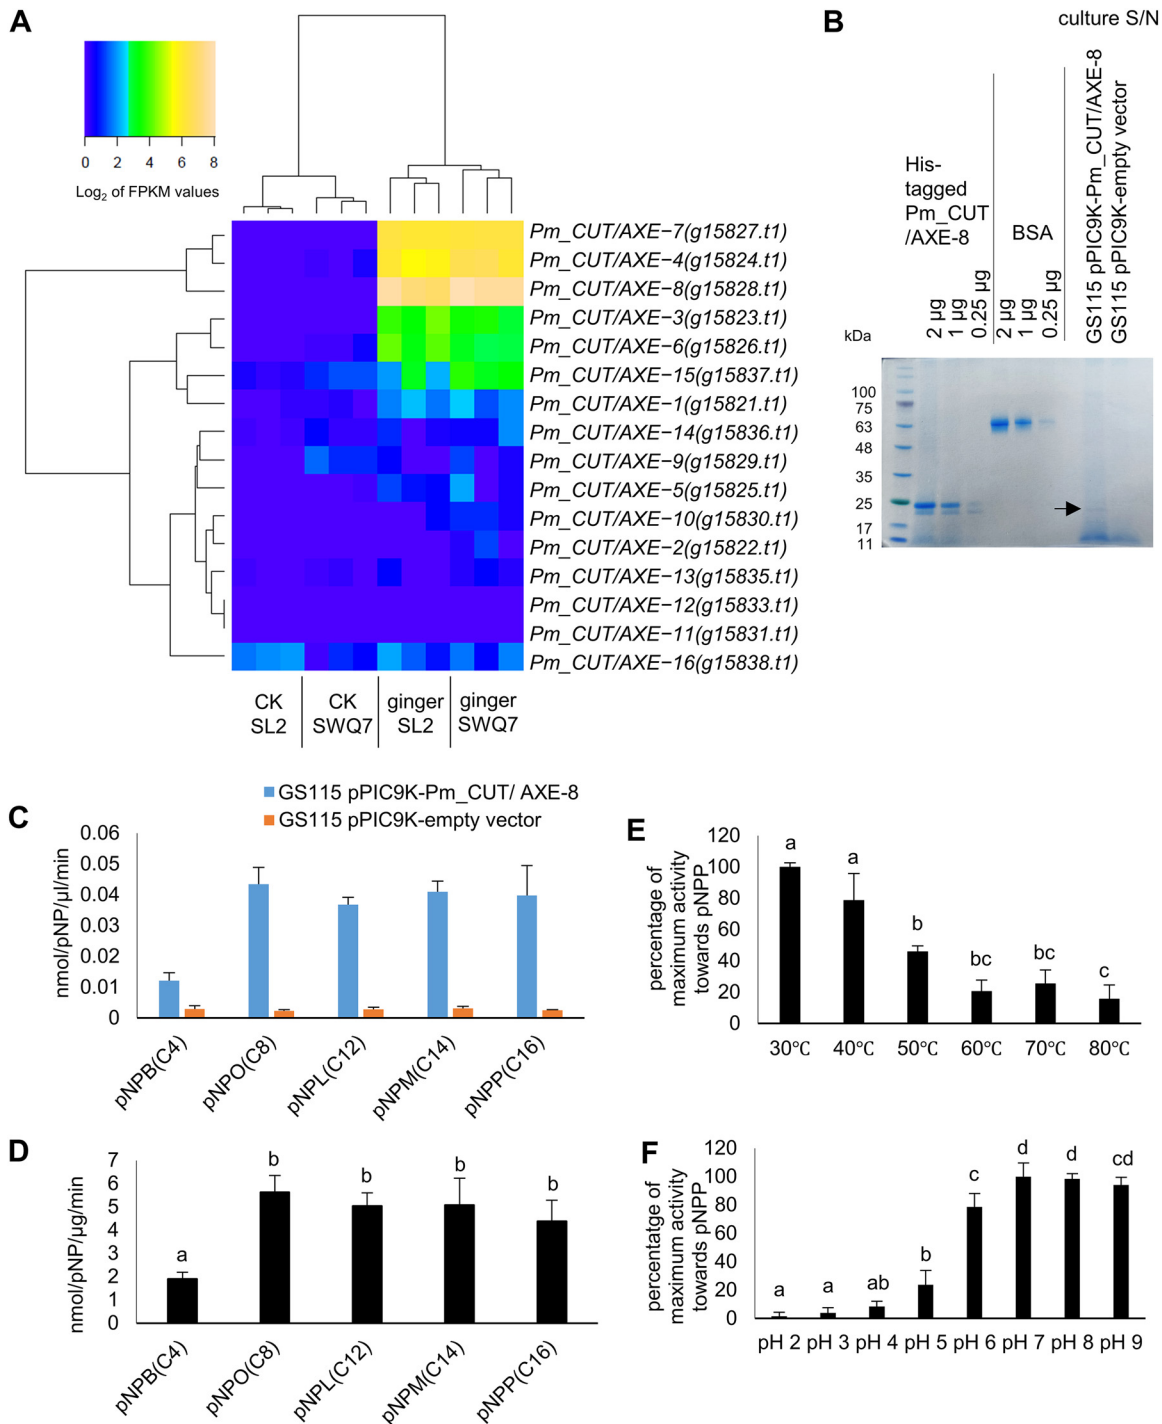 A
0 2 4 6 8
Log2 of FPKM values
Pm_CUT/AXE−7(g15827.t1)
Pm_CUT/AXE−4(g15824.t1)
Pm_CUT/AXE−8(g15828.t1)
Pm_CUT/AXE−3(g15823.t1)
Pm_CUT/AXE−6(g15826.t1)
Pm_CUT/AXE−15(g15837.t1)
Pm_CUT/AXE−1(g15821.t1)
Pm_CUT/AXE−14(g15836.t1)
Pm_CUT/AXE−9(g15829.t1)
Pm_CUT/AXE−5(g15825.t1)
Pm_CUT/AXE−10(g15830.t1)
Pm_CUT/AXE−2(g15822.t1)
Pm_CUT/AXE−13(g15835.t1)
Pm_CUT/AXE−12(g15833.t1)
Pm_CUT/AXE−11(g15831.t1)
Pm_CUT/AXE−16(g15838.t1)
CK SL2
CK SWQ7
ginger SL2
ginger SWQ7
B
culture S/N
His-
tagged
Pm_CUT
/AXE-8
BSA
GS115 pPIC9K-Pm_CUT/AXE-8
GS115 pPIC9K-empty vector
2 µg
1 µg
0.25 µg
2 µg
1 µg
0.25 µg
kDa
100
75
63
48
35
25
17
11
C
GS115 pPIC9K-Pm_CUT/ AXE-8
GS115 pPIC9K-empty vector
nmol/pNP/µl/min
0.06
0.05
0.04
0.03
0.02
0.01
0
pNPB(C4)
pNPO(C8)
pNPL(C12)
pNPM(C14)
pNPP(C16)
D
nmol/pNP/µg/min
7
6
5
4
3
2
1
0
a b b b b
pNPB(C4)
pNPO(C8)
pNPL(C12)
pNPM(C14)
pNPP(C16)
E
percentage of
maximum activity
towards pNPP
120
100
80
60
40
20
0
a a b bc bc c
30℃ 40℃ 50℃ 60℃ 70℃ 80℃
F
percentatge of
maximum activity
towards pNPP
120
100
80
60
40
20
0
a a ab b c d d cd
pH 2 pH 3 pH 4 pH 5 pH 6 pH 7 pH 8 pH 9